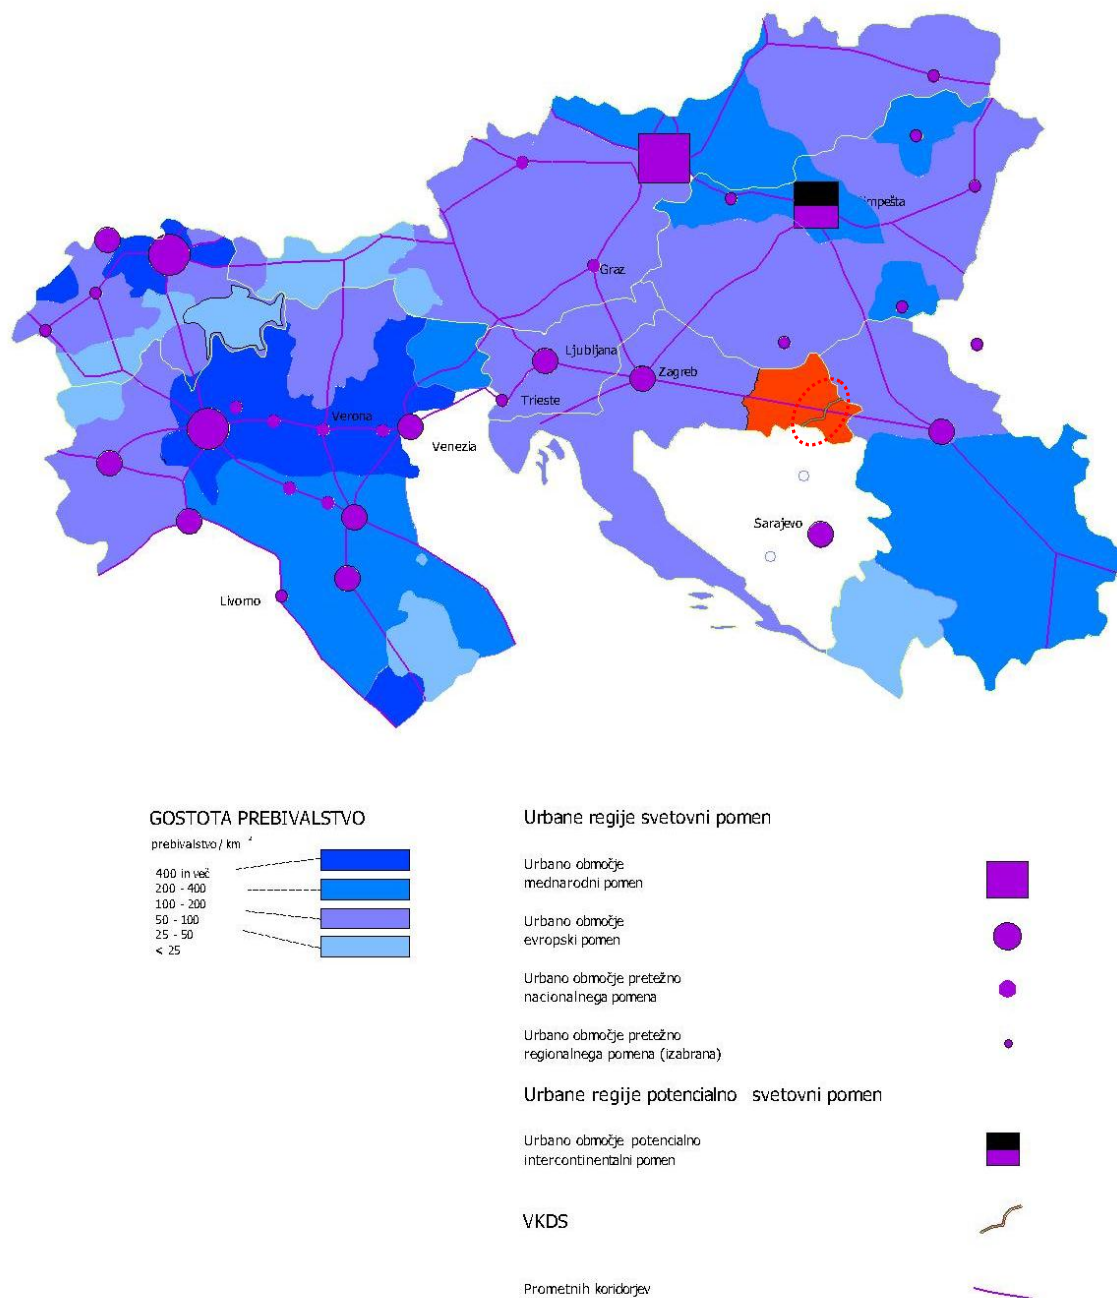 impešta
Graz
Ljubljana
Zagreb
Trieste
Verona
Venezia
Sarajevo
Livorno
GOSTOTA PREBIVALSTVO
prebivalstvo / km ²
400 in več
200 - 400
100 - 200
50 - 100
25 - 50
< 25
Urbane regije svetovni pomen
Urbano območje
mednarodni pomen
Urbano območje
evropski pomen
Urbano območje pretežno
nacionalnega pomena
Urbano območje pretežno
regionalnega pomena (izabrana)
Urbane regije potencialno svetovni pomen
Urbano območje potencialno
intercontinentalni pomen
VKDS
Prometnih koridorjev